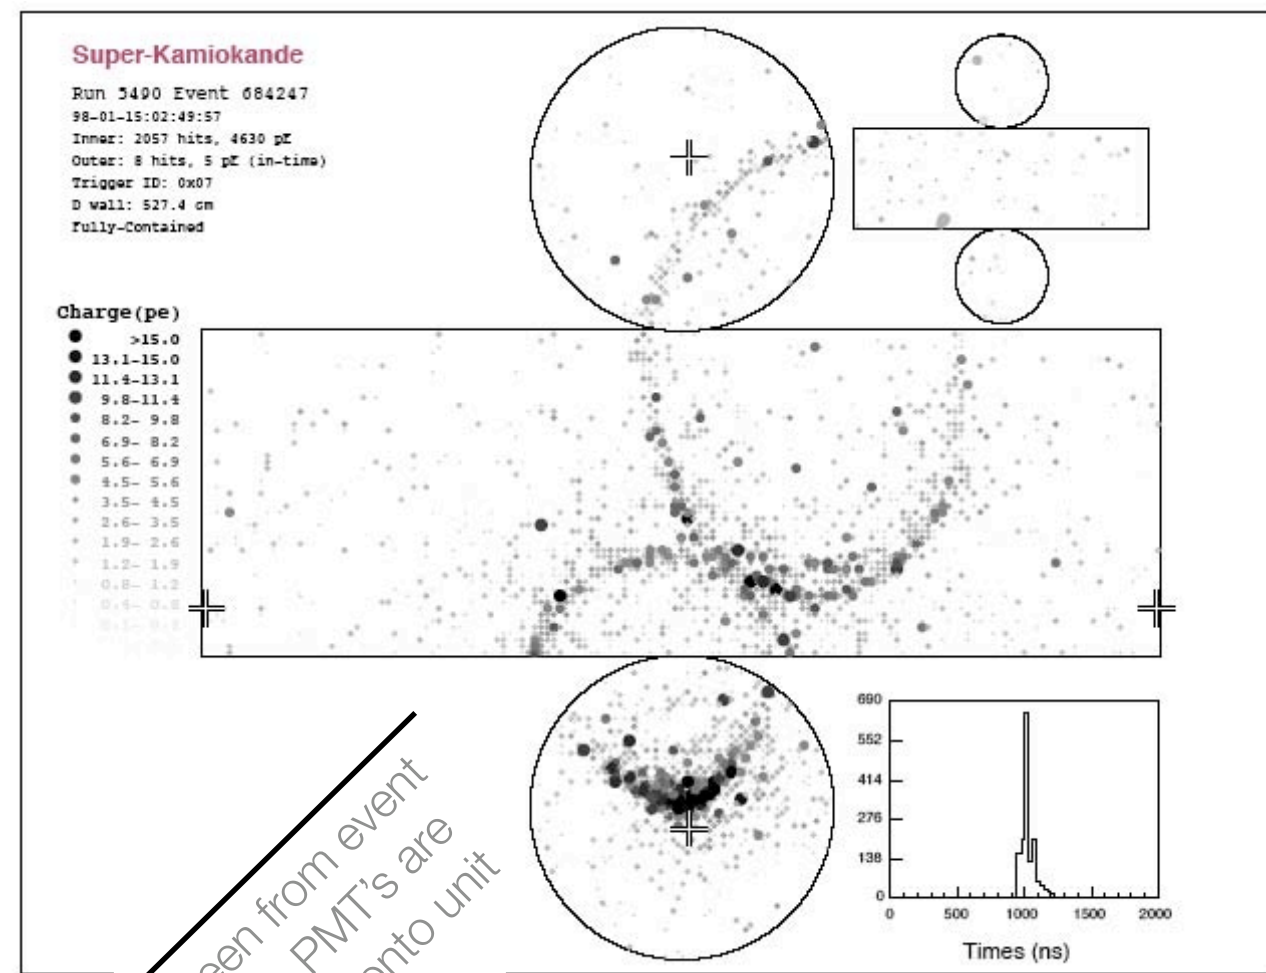 Super-Kamiokande
Run 5490 Event 684247
98-01-15:02:49:57
Inner: 2057 hits, 4630 pE
Outer: 8 hits, 5 pE (in-time)
Trigger ID: 0x07
D wall: 527.4 cm
Fully-Contained
Charge(pe)
>15.0
13.1-15.0
11.4-13.1
9.8-11.4
8.2- 9.8
6.9- 8.2
5.6- 6.9
4.5- 5.6
3.5- 4.5
2.6- 3.5
1.9- 2.6
1.2- 1.9
0.8- 1.2
0.4- 0.8
690
552
414
276
138
0
0 500 1000 1500 2000
Times (ns)
from event
PMT's are
onto unit